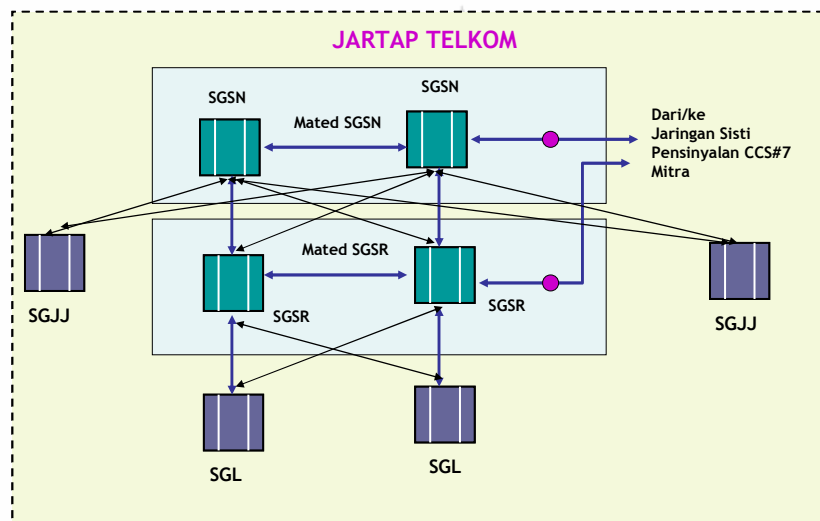 JARTAP TELKOM
SGSN
SGSN
Mated SGSN
Dari/ke
Jaringan Sisti
Pensinyalan CCS#7
Mitra
Mated SGSR
SGSR
SGSR
SGJJ
SGJJ
SGL
SGL